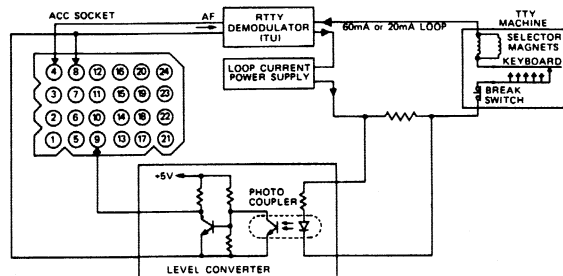 ACC SOCKET
AF
RTTY
DEMODULATOR
(TU)
60mA or 20mA LOOP
TTY
MACHINE
SELECTOR
MAGNETS
KEYBOARD
BREAK
SWITCH
LOOP CURRENT
POWER SUPPLY
4 8 12 16 20 24
3 7 11 15 19 23
2 6 10 14 18 22
1 5 9 13 17 21
+5V
PHOTO
COUPLER
LEVEL CONVERTER